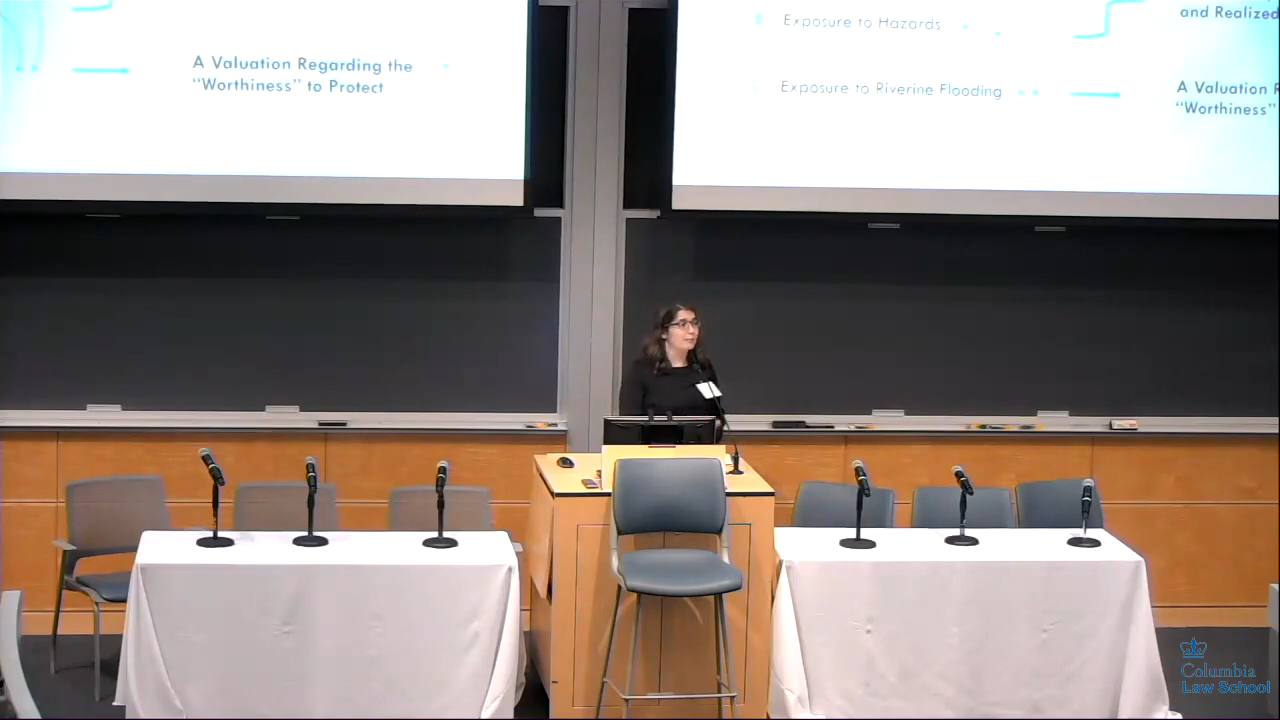 A Valuation Regarding the
"Worthiness" to Protect
Exposure to Hazards
and Realized
Exposure to Riverine Flooding
A Valuation
"Worthiness"
Columbia
Law School